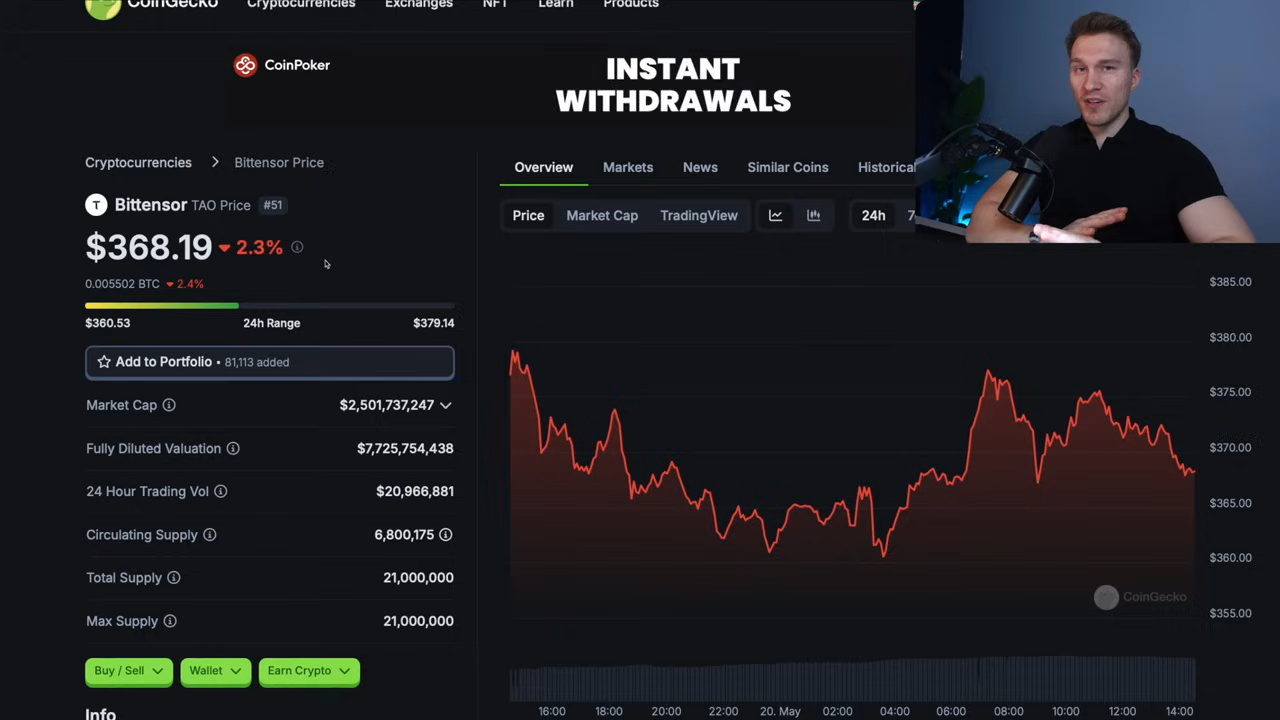 CoinGecko
Cryptocurrencies Exchanges NFT Learn Products
CoinPoker
INSTANT
WITHDRAWALS
Cryptocurrencies > Bittensor Price
T Bittensor TAO Price #51
$368.19 2.3%
0.005502 BTC 2.4%
$360.53 24h Range $379.14
Add to Portfolio • 81,113 added
Market Cap $2,501,737,247
Fully Diluted Valuation $7,725,754,438
24 Hour Trading Vol $20,966,881
Circulating Supply 6,800,175
Total Supply 21,000,000
Max Supply 21,000,000
Buy / Sell Wallet Earn Crypto
Info
Overview Markets News Similar Coins Historica
Price Market Cap TradingView 24h 7
$385.00
$380.00
$375.00
$370.00
$365.00
$360.00
$355.00
CoinGecko
16:00 18:00 20:00 22:00 20. May 02:00 04:00 06:00 08:00 10:00 12:00 14:00